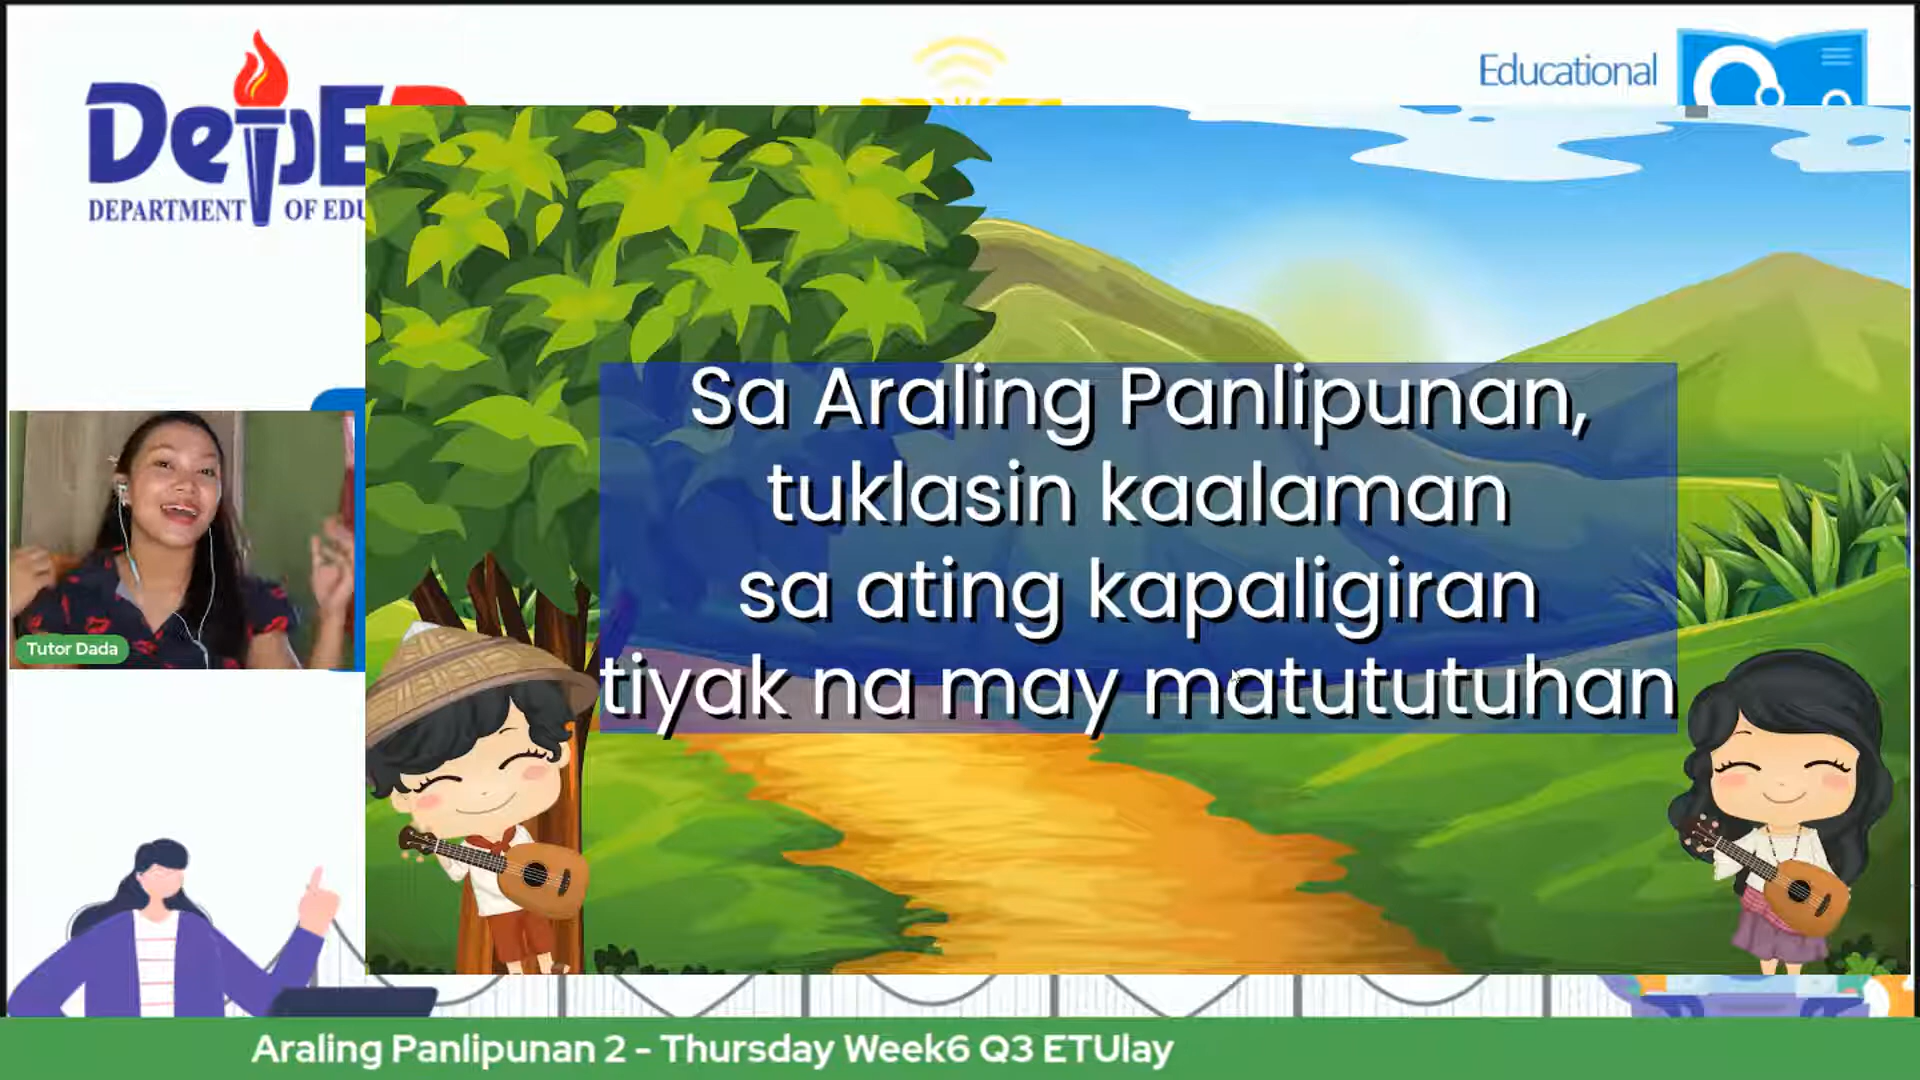 DepE
DEPARTMENT OF EDU
Educational
Sa Araling Panlipunan,
tuklasin kaalaman
sa ating kapaligiran
tiyak na may matututuhan
Tutor Dada
Araling Panlipunan 2 - Thursday Week6 Q3 ETUlay